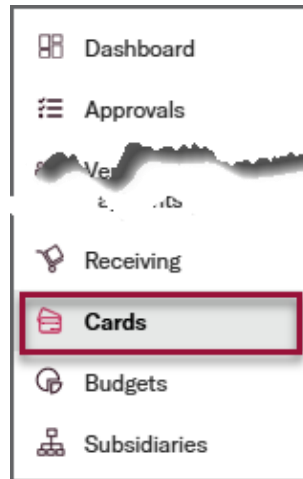 Dashboard
Approvals
Receiving
Cards
Budgets
Subsidiaries